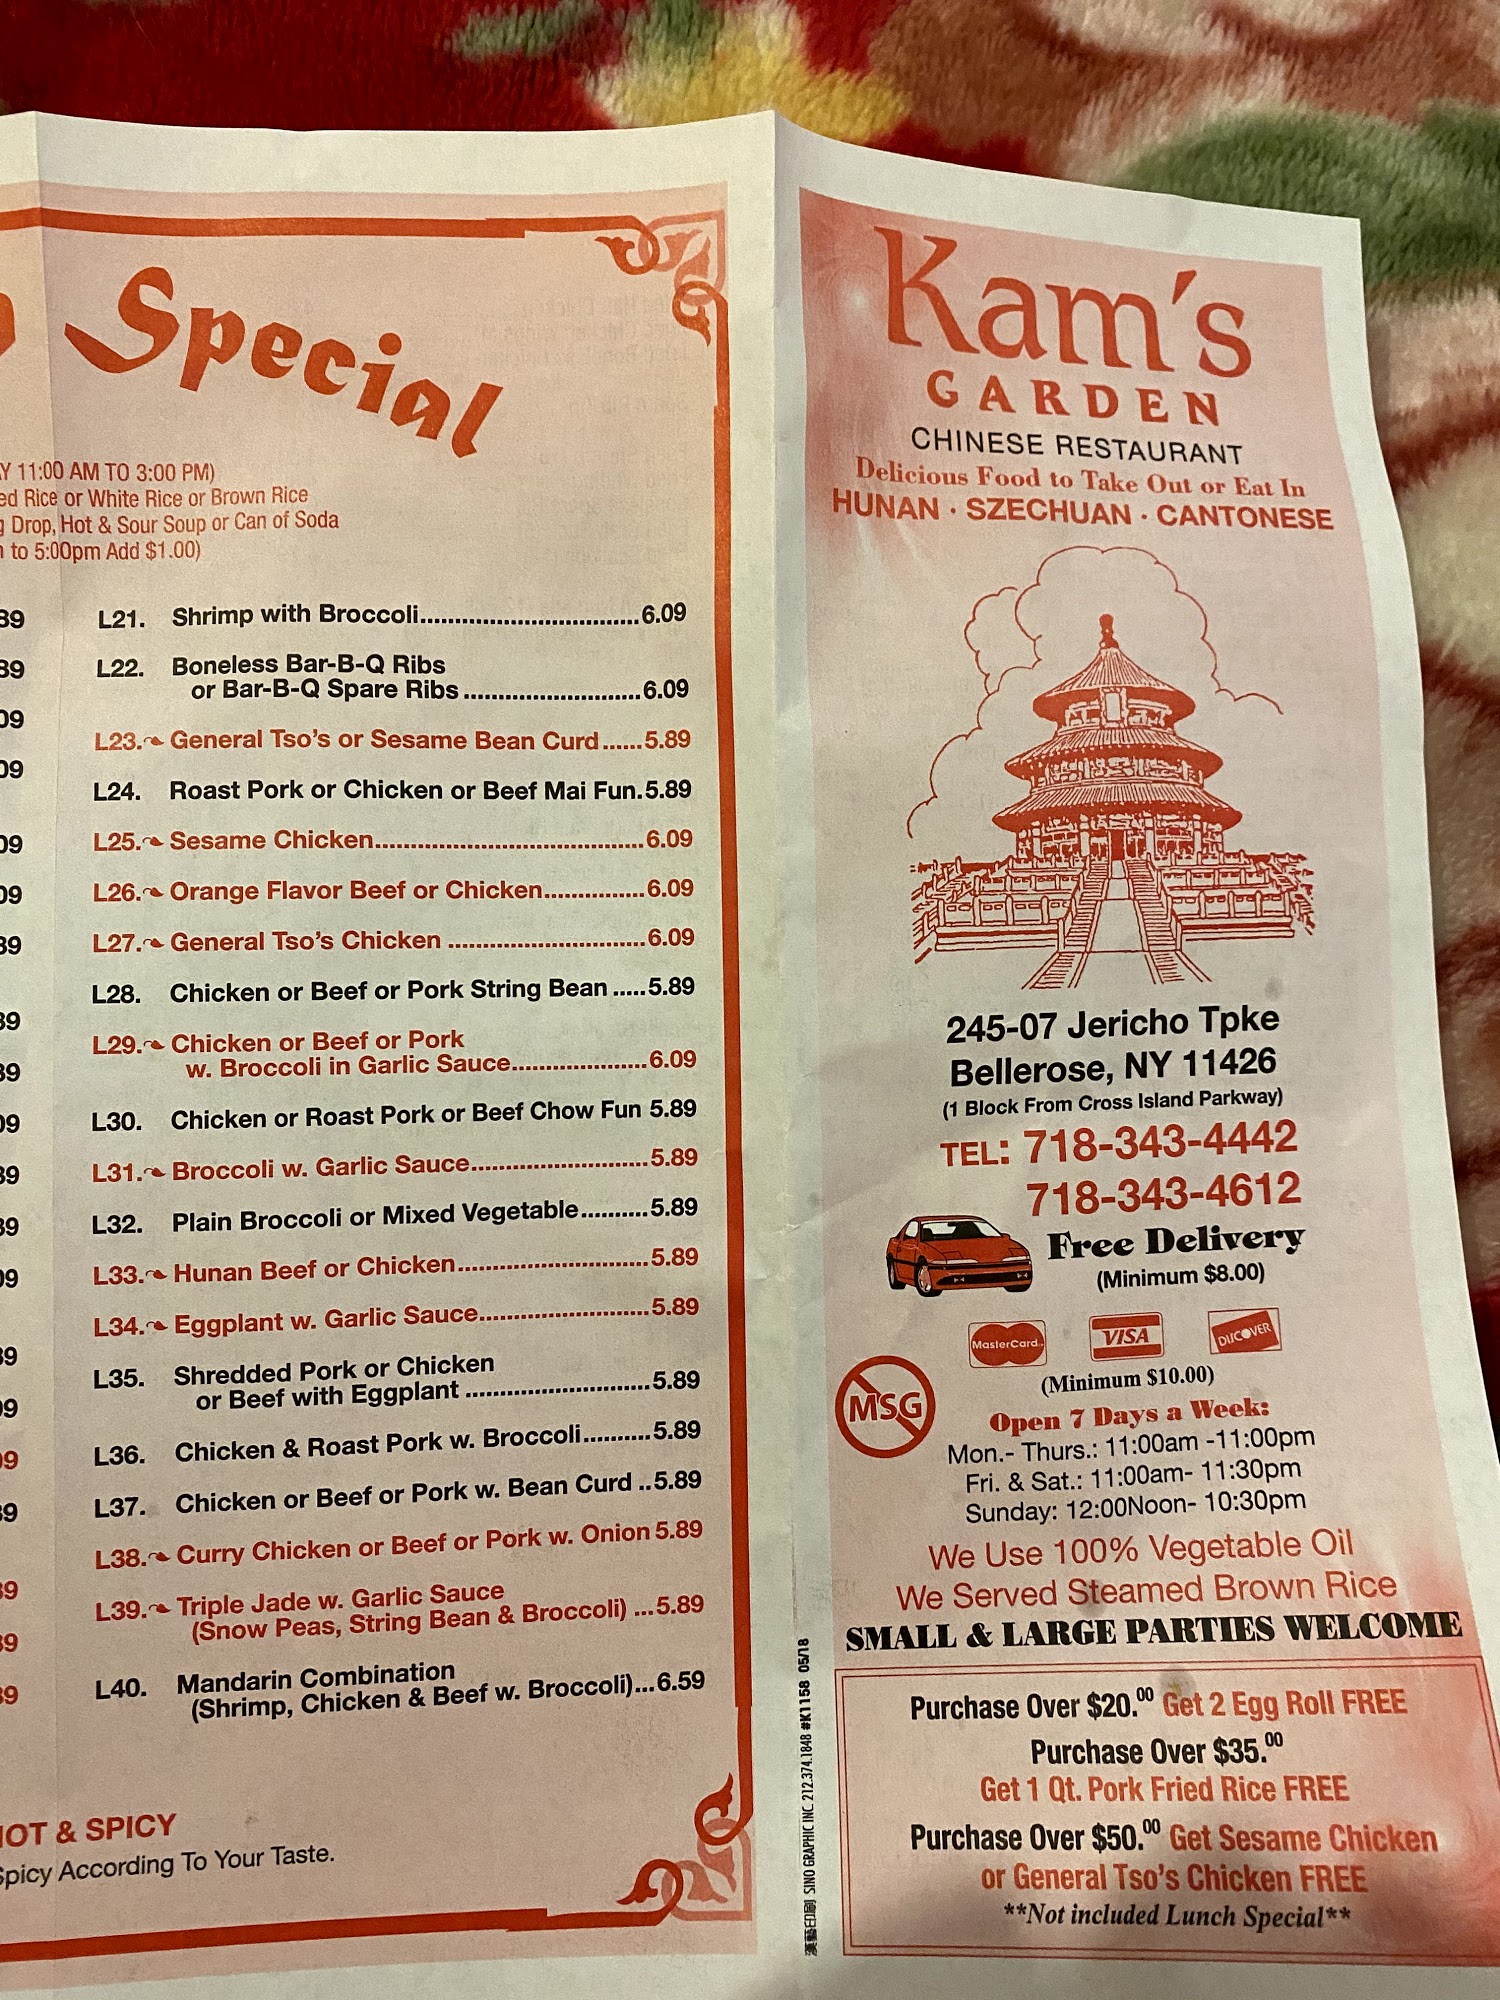 Special
11:00 AM TO 3:00 PM)
Rice or White Rice or Brown Rice
Drop, Hot & Sour Soup or Can of Soda
to 5:00pm Add $1.00)
L21. Shrimp with Broccoli 6.09
L22. Boneless Bar-B-Q Ribs
or Bar-B-Q Spare Ribs 6.09
L23. General Tso's or Sesame Bean Curd 5.89
L24. Roast Pork or Chicken or Beef Mai Fun 5.89
L25. Sesame Chicken 6.09
L26. Orange Flavor Beef or Chicken 6.09
L27. General Tso's Chicken 6.09
L28. Chicken or Beef or Pork String Bean 5.89
L29. Chicken or Beef or Pork
w. Broccoli in Garlic Sauce 6.09
L30. Chicken or Roast Pork or Beef Chow Fun 5.89
L31. Broccoli w. Garlic Sauce 5.89
L32. Plain Broccoli or Mixed Vegetable 5.89
L33. Hunan Beef or Chicken 5.89
L34. Eggplant w. Garlic Sauce 5.89
L35. Shredded Pork or Chicken
or Beef with Eggplant 5.89
L36. Chicken & Roast Pork w. Broccoli 5.89
L37. Chicken or Beef or Pork w. Bean Curd 5.89
L38. Curry Chicken or Beef or Pork w. Onion 5.89
L39. Triple Jade w. Garlic Sauce
(Snow Peas, String Bean & Broccoli) 5.89
L40. Mandarin Combination
(Shrimp, Chicken & Beef w. Broccoli) 6.59
& SPICY
Spicy According To Your Taste.
漢藝印刷 SINO GRAPHIC INC. 212.374.1848 #K1158 05/18
Kam's
GARDEN
CHINESE RESTAURANT
Delicious Food to Take Out or Eat In
HUNAN · SZECHUAN · CANTONESE
245-07 Jericho Tpke
Bellerose, NY 11426
(1 Block From Cross Island Parkway)
TEL: 718-343-4442
718-343-4612
Free Delivery
(Minimum $8.00)
MasterCard VISA DISCOVER
(Minimum $10.00)
MSG
Open 7 Days a Week:
Mon.- Thurs.: 11:00am -11:00pm
Fri. & Sat.: 11:00am- 11:30pm
Sunday: 12:00Noon- 10:30pm
We Use 100% Vegetable Oil
We Served Steamed Brown Rice
SMALL & LARGE PARTIES WELCOME
Purchase Over $20.00 Get 2 Egg Roll FREE
Purchase Over $35.00
Get 1 Qt. Pork Fried Rice FREE
Purchase Over $50.00 Get Sesame Chicken
or General Tso's Chicken FREE
**Not included Lunch Special**